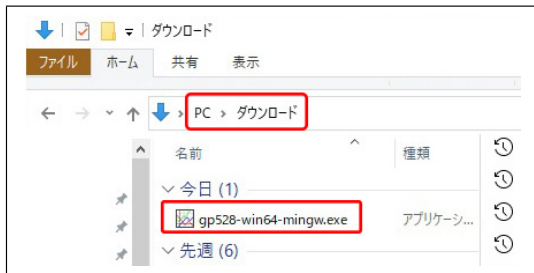 ダウンロード
ファイル ホーム 共有 表示
PC › ダウンロード
名前 種類
今日 (1)
gp528-win64-mingw.exe アプリケーシ...
先週 (6)